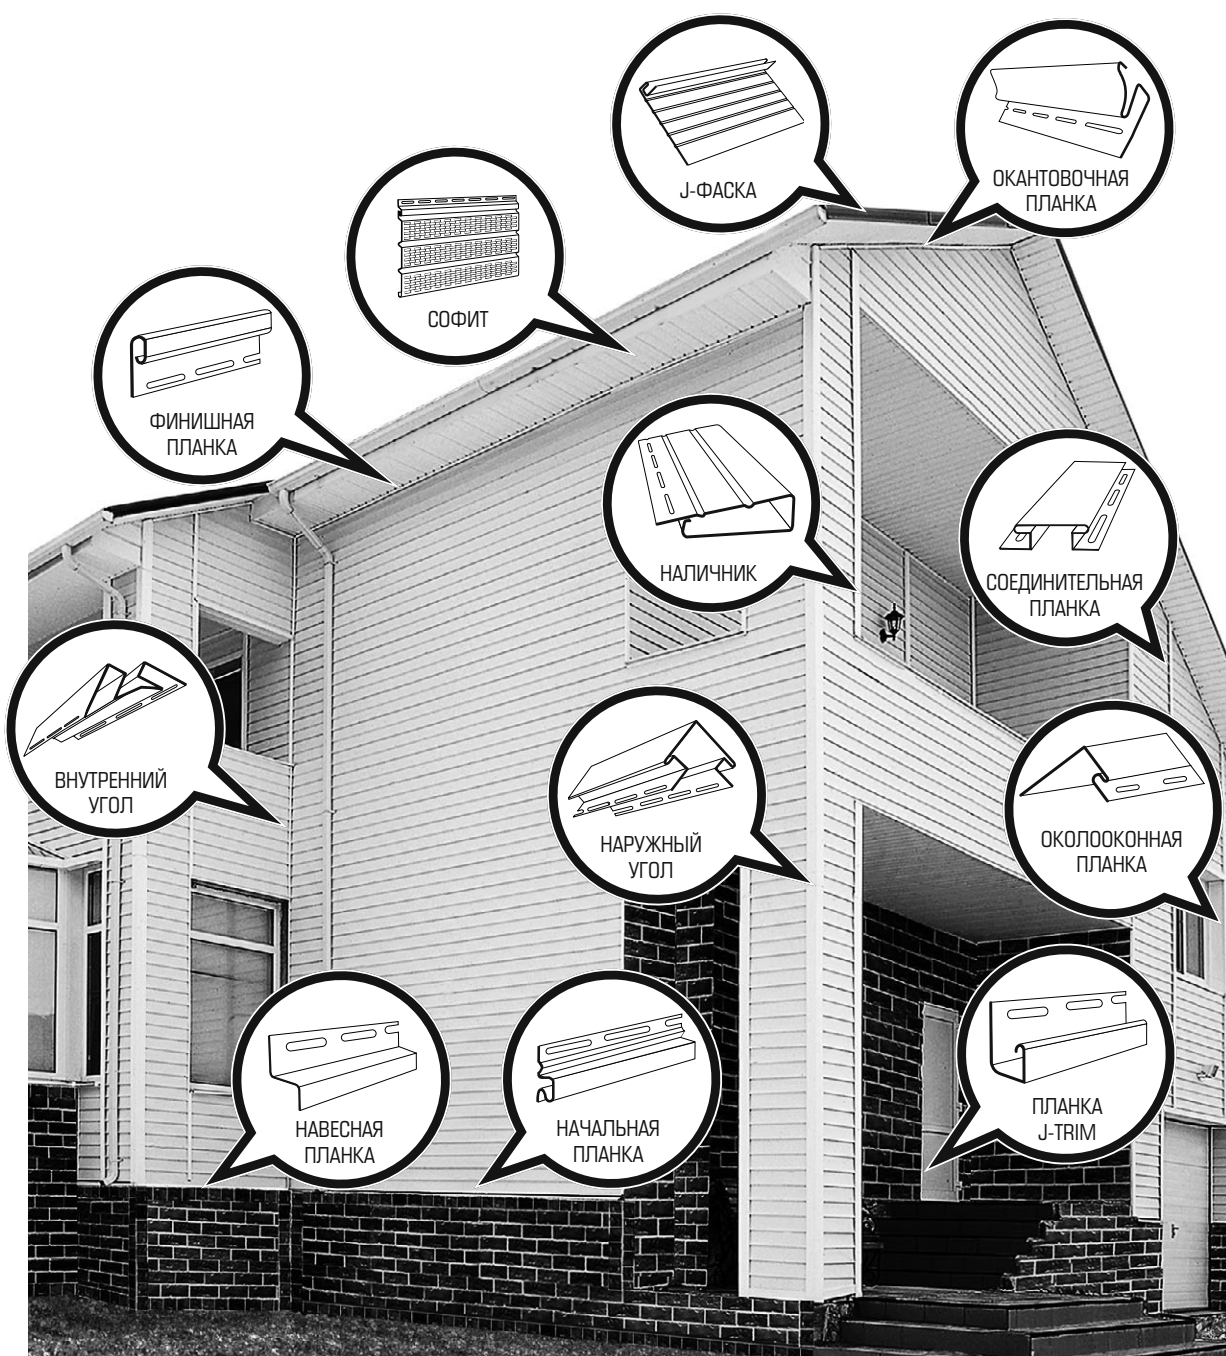 J-ФАСКА
ОКАНТОВОЧНАЯ
ПЛАНКА
СОФИТ
ФИНИШНАЯ
ПЛАНКА
НАЛИЧНИК
СОЕДИНИТЕЛЬНАЯ
ПЛАНКА
ВНУТРЕННИЙ
УГОЛ
НАРУЖНЫЙ
УГОЛ
ОКОЛООКОННАЯ
ПЛАНКА
НАВЕСНАЯ
ПЛАНКА
НАЧАЛЬНАЯ
ПЛАНКА
ПЛАНКА
J-TRIM